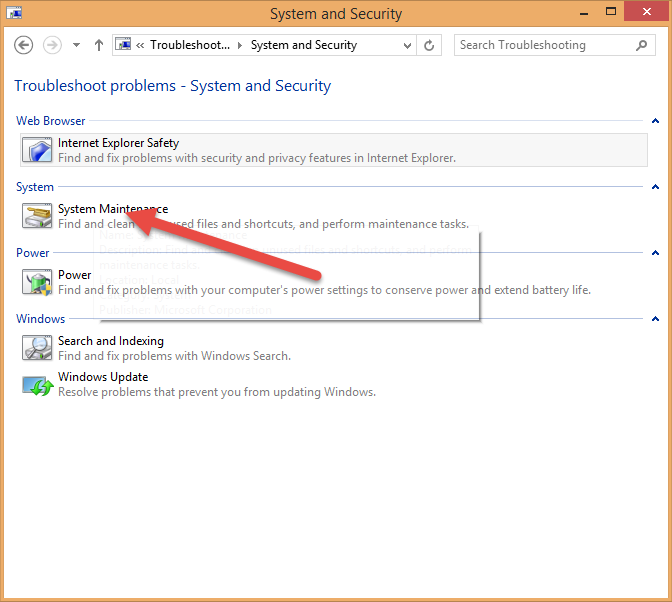 System and Security
« Troubleshoot... System and Security
Search Troubleshooting
Troubleshoot problems - System and Security
Web Browser
Internet Explorer Safety
Find and fix problems with security and privacy features in Internet Explorer.
System
System Maintenance
Find and clean used files and shortcuts, and perform maintenance tasks.
Power
Power
Find and fix problems with your computer's power settings to conserve power and extend battery life.
Windows
Search and Indexing
Find and fix problems with Windows Search.
Windows Update
Resolve problems that prevent you from updating Windows.